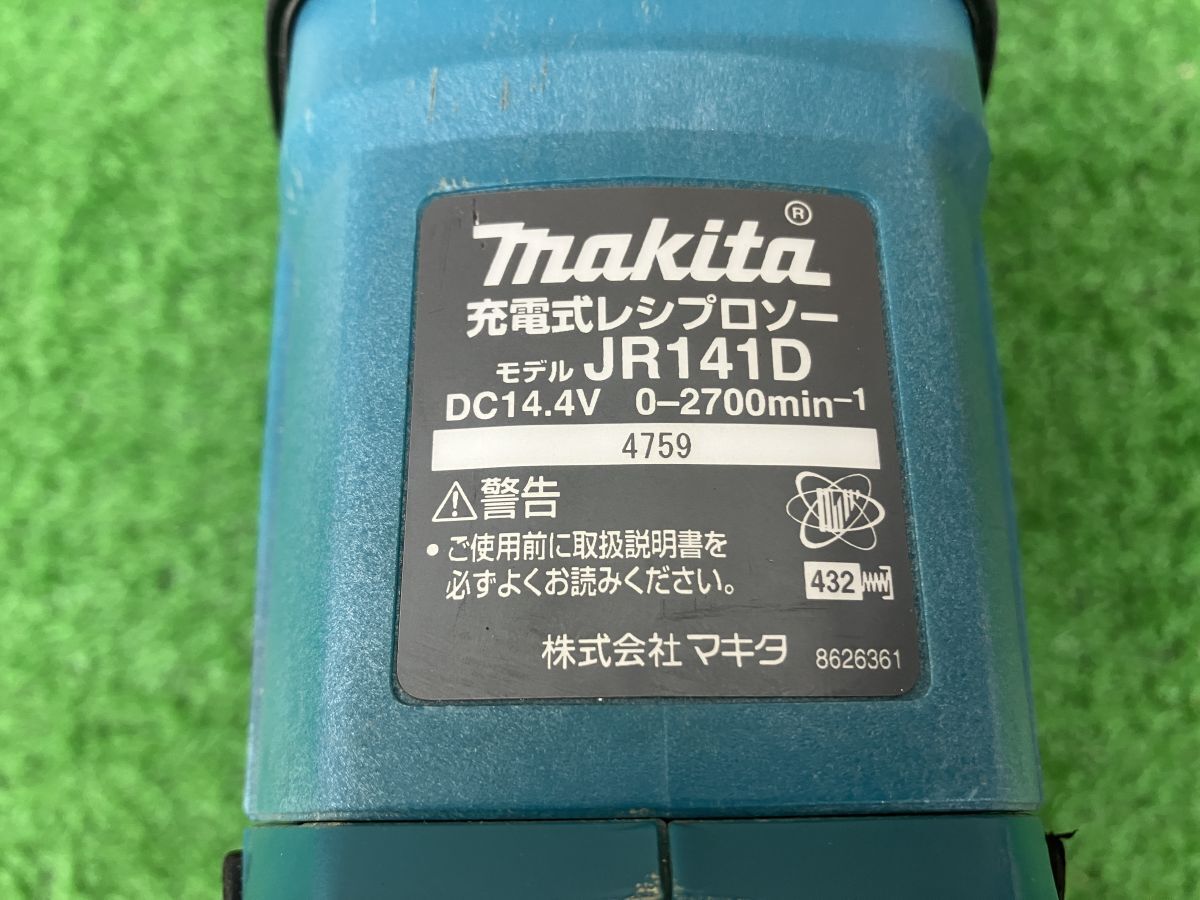 makita®
充電式レシプロソー
モデル JR141D
DC14.4V 0–2700min–1
4759
⚠警告
• ご使用前に取扱説明書を
必ずよくお読みください。
432
株式会社マキタ 8626361